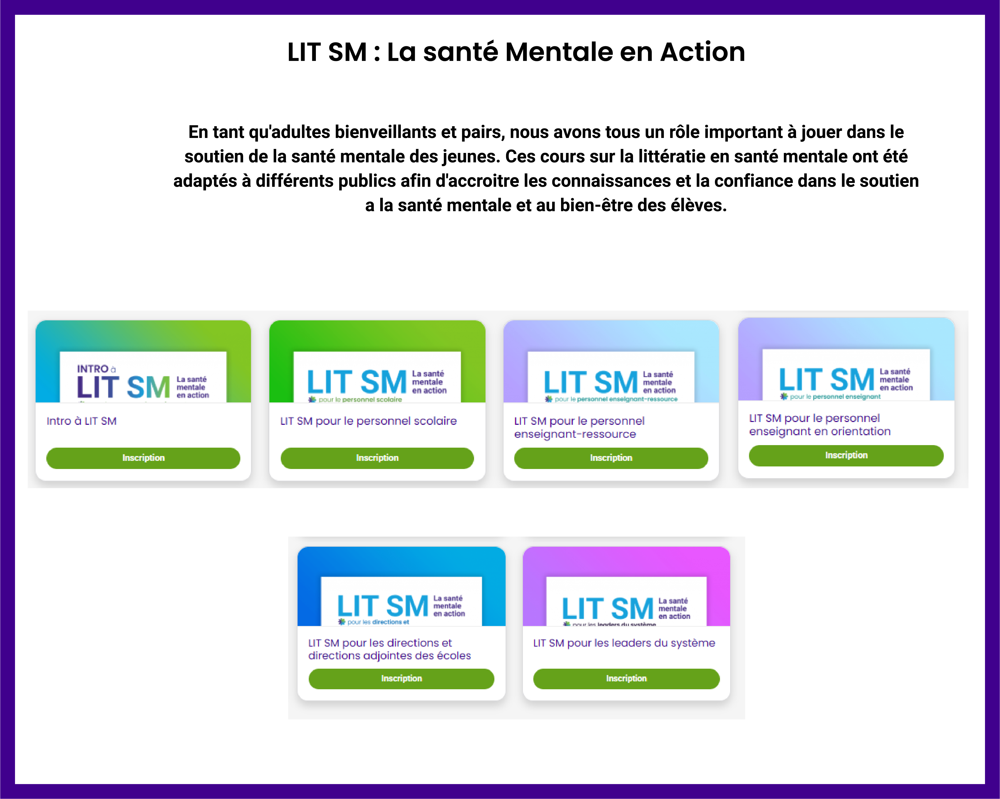 LIT SM : La santé Mentale en Action
En tant qu'adultes bienveillants et pairs, nous avons tous un rôle important à jouer dans le
soutien de la santé mentale des jeunes. Ces cours sur la littératie en santé mentale ont été
adaptés à différents publics afin d'accroitre les connaissances et la confiance dans le soutien
a la santé mentale et au bien-être des élèves.
INTRO à
LIT SM
La santé
mentale
en action
Intro à LIT SM
Inscription
LIT SM
La santé
mentale
en action
pour le personnel scolaire
LIT SM pour le personnel scolaire
Inscription
LIT SM
La santé
mentale
en action
pour le personnel enseignant-ressource
LIT SM pour le personnel
enseignant-ressource
Inscription
LIT SM
La santé
mentale
en action
pour le personnel enseignant
LIT SM pour le personnel
enseignant en orientation
Inscription
LIT SM
La santé
mentale
en action
pour les directions et
LIT SM pour les directions et
directions adjointes des écoles
Inscription
LIT SM
La santé
mentale
en action
pour les leaders du système
LIT SM pour les leaders du système
Inscription